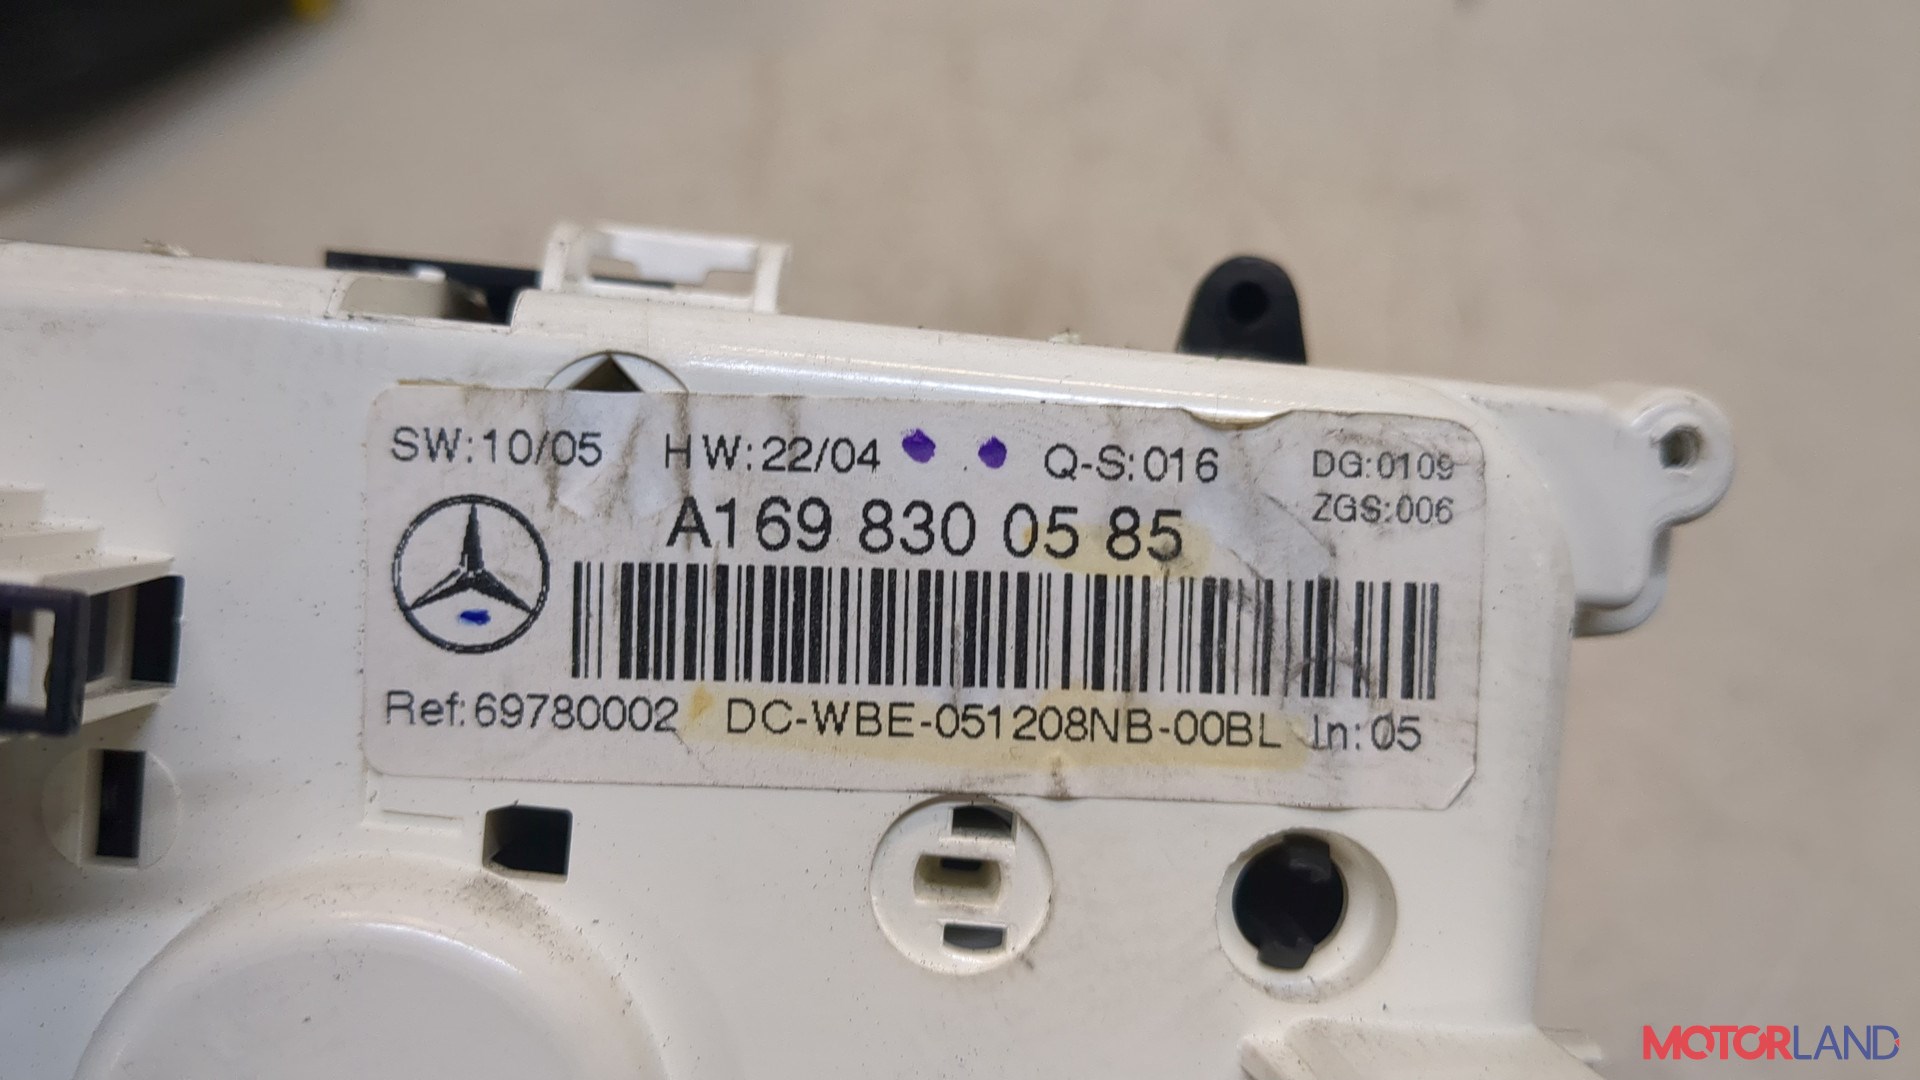 SW:10/05 HW:22/04 Q-S:016 DG:0109
ZGS:006
A169 830 05 85
Ref:69780002 DC-WBE-051208NB-00BL In:05
MOTORLAND